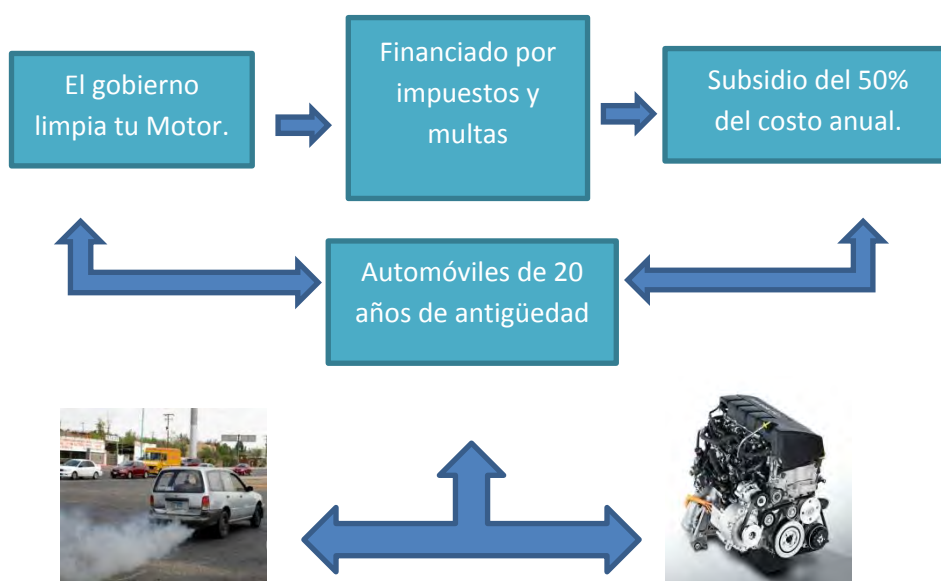 El gobierno
limpia tu Motor.
Financiado por
impuestos y
multas
Subsidio del 50%
del costo anual.
Automóviles de 20
años de antigüedad